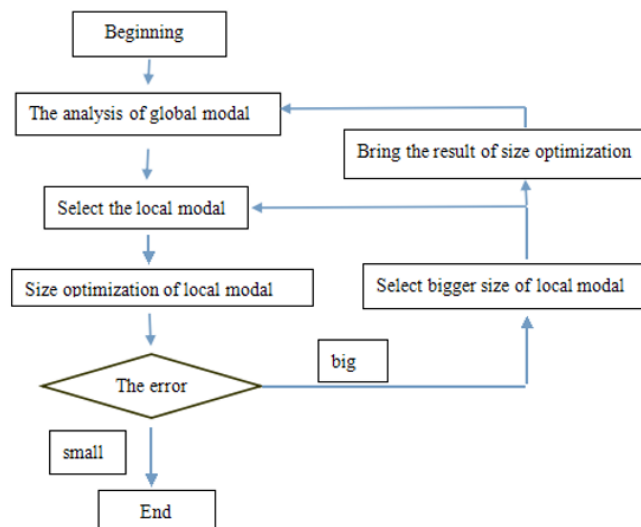 Beginning
The analysis of global modal
Bring the result of size optimization
Select the local modal
Size optimization of local modal
Select bigger size of local modal
big
The error
small
End